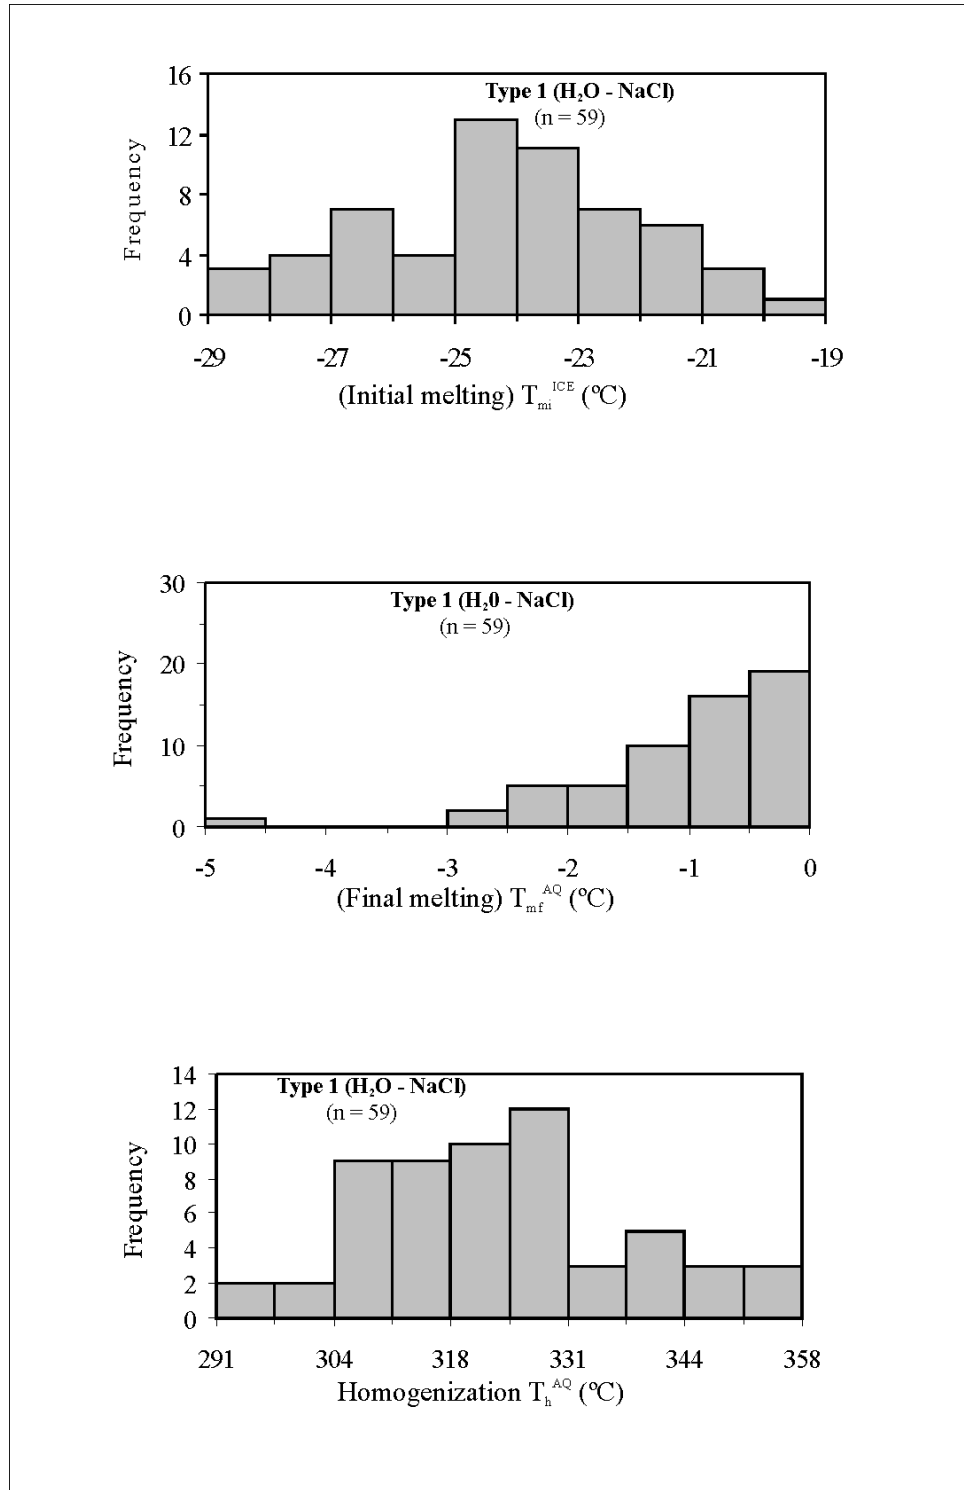 16
12
8
4
0
Frequency
Type 1 (H₂O - NaCl)
(n = 59)
-29 -27 -25 -23 -21 -19
(Initial melting) Tₘᵢ^ICE (ºC)
30
20
10
0
Frequency
Type 1 (H₂0 - NaCl)
(n = 59)
-5 -4 -3 -2 -1 0
(Final melting) T_mf^AQ (ºC)
14
12
10
8
6
4
2
0
Frequency
Type 1 (H₂O - NaCl)
(n = 59)
291 304 318 331 344 358
Homogenization Tₕ^AQ (ºC)